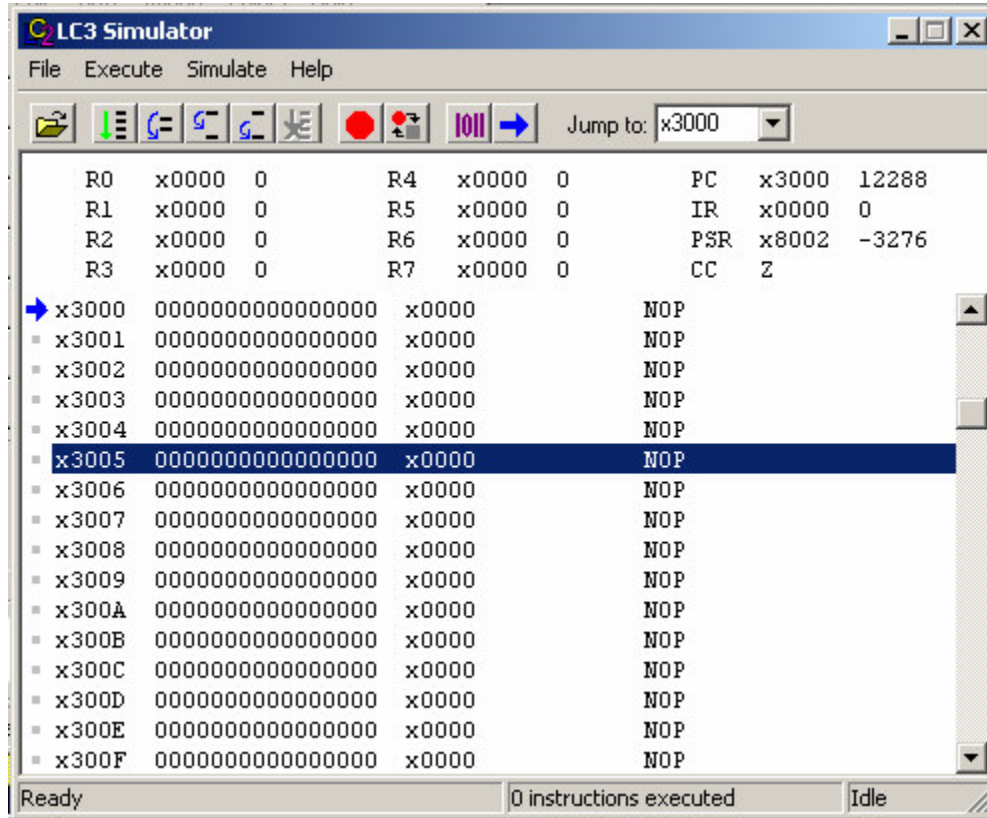 LC3 Simulator
File Execute Simulate Help
Jump to: x3000
R0 x0000 0 R4 x0000 0 PC x3000 12288
R1 x0000 0 R5 x0000 0 IR x0000 0
R2 x0000 0 R6 x0000 0 PSR x8002 -3276
R3 x0000 0 R7 x0000 0 CC Z
x3000 0000000000000000 x0000 NOP
x3001 0000000000000000 x0000 NOP
x3002 0000000000000000 x0000 NOP
x3003 0000000000000000 x0000 NOP
x3004 0000000000000000 x0000 NOP
x3005 0000000000000000 x0000 NOP
x3006 0000000000000000 x0000 NOP
x3007 0000000000000000 x0000 NOP
x3008 0000000000000000 x0000 NOP
x3009 0000000000000000 x0000 NOP
x300A 0000000000000000 x0000 NOP
x300B 0000000000000000 x0000 NOP
x300C 0000000000000000 x0000 NOP
x300D 0000000000000000 x0000 NOP
x300E 0000000000000000 x0000 NOP
x300F 0000000000000000 x0000 NOP
Ready 0 instructions executed Idle